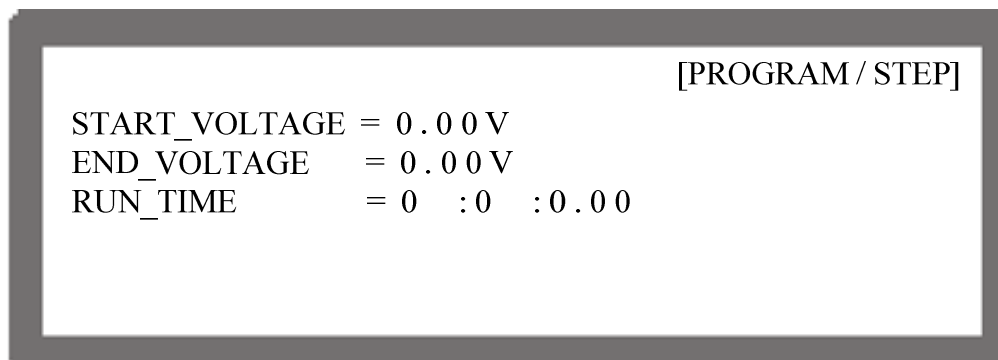 [PROGRAM / STEP]
START_VOLTAGE = 0.00V
END_VOLTAGE = 0.00V
RUN_TIME = 0 :0 :0.00